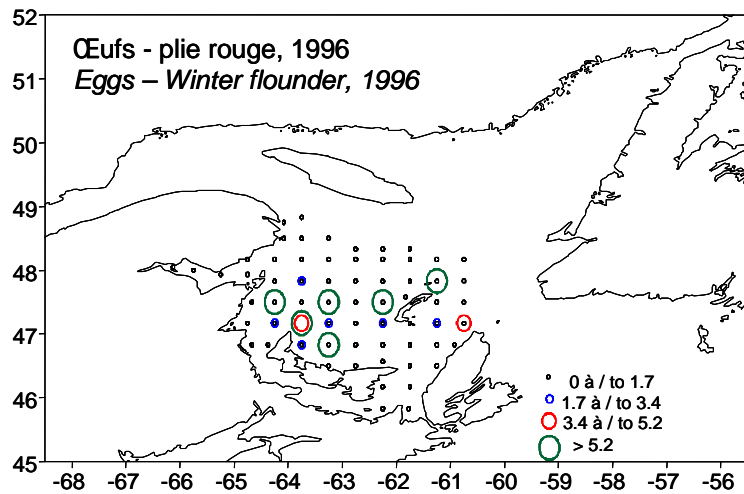 Œufs - plie rouge, 1996
Eggs – Winter flounder, 1996
52
51
50
49
48
47
46
45
0 à / to 1.7
1.7 à / to 3.4
3.4 à / to 5.2
> 5.2
-68 -67 -66 -65 -64 -63 -62 -61 -60 -59 -58 -57 -56